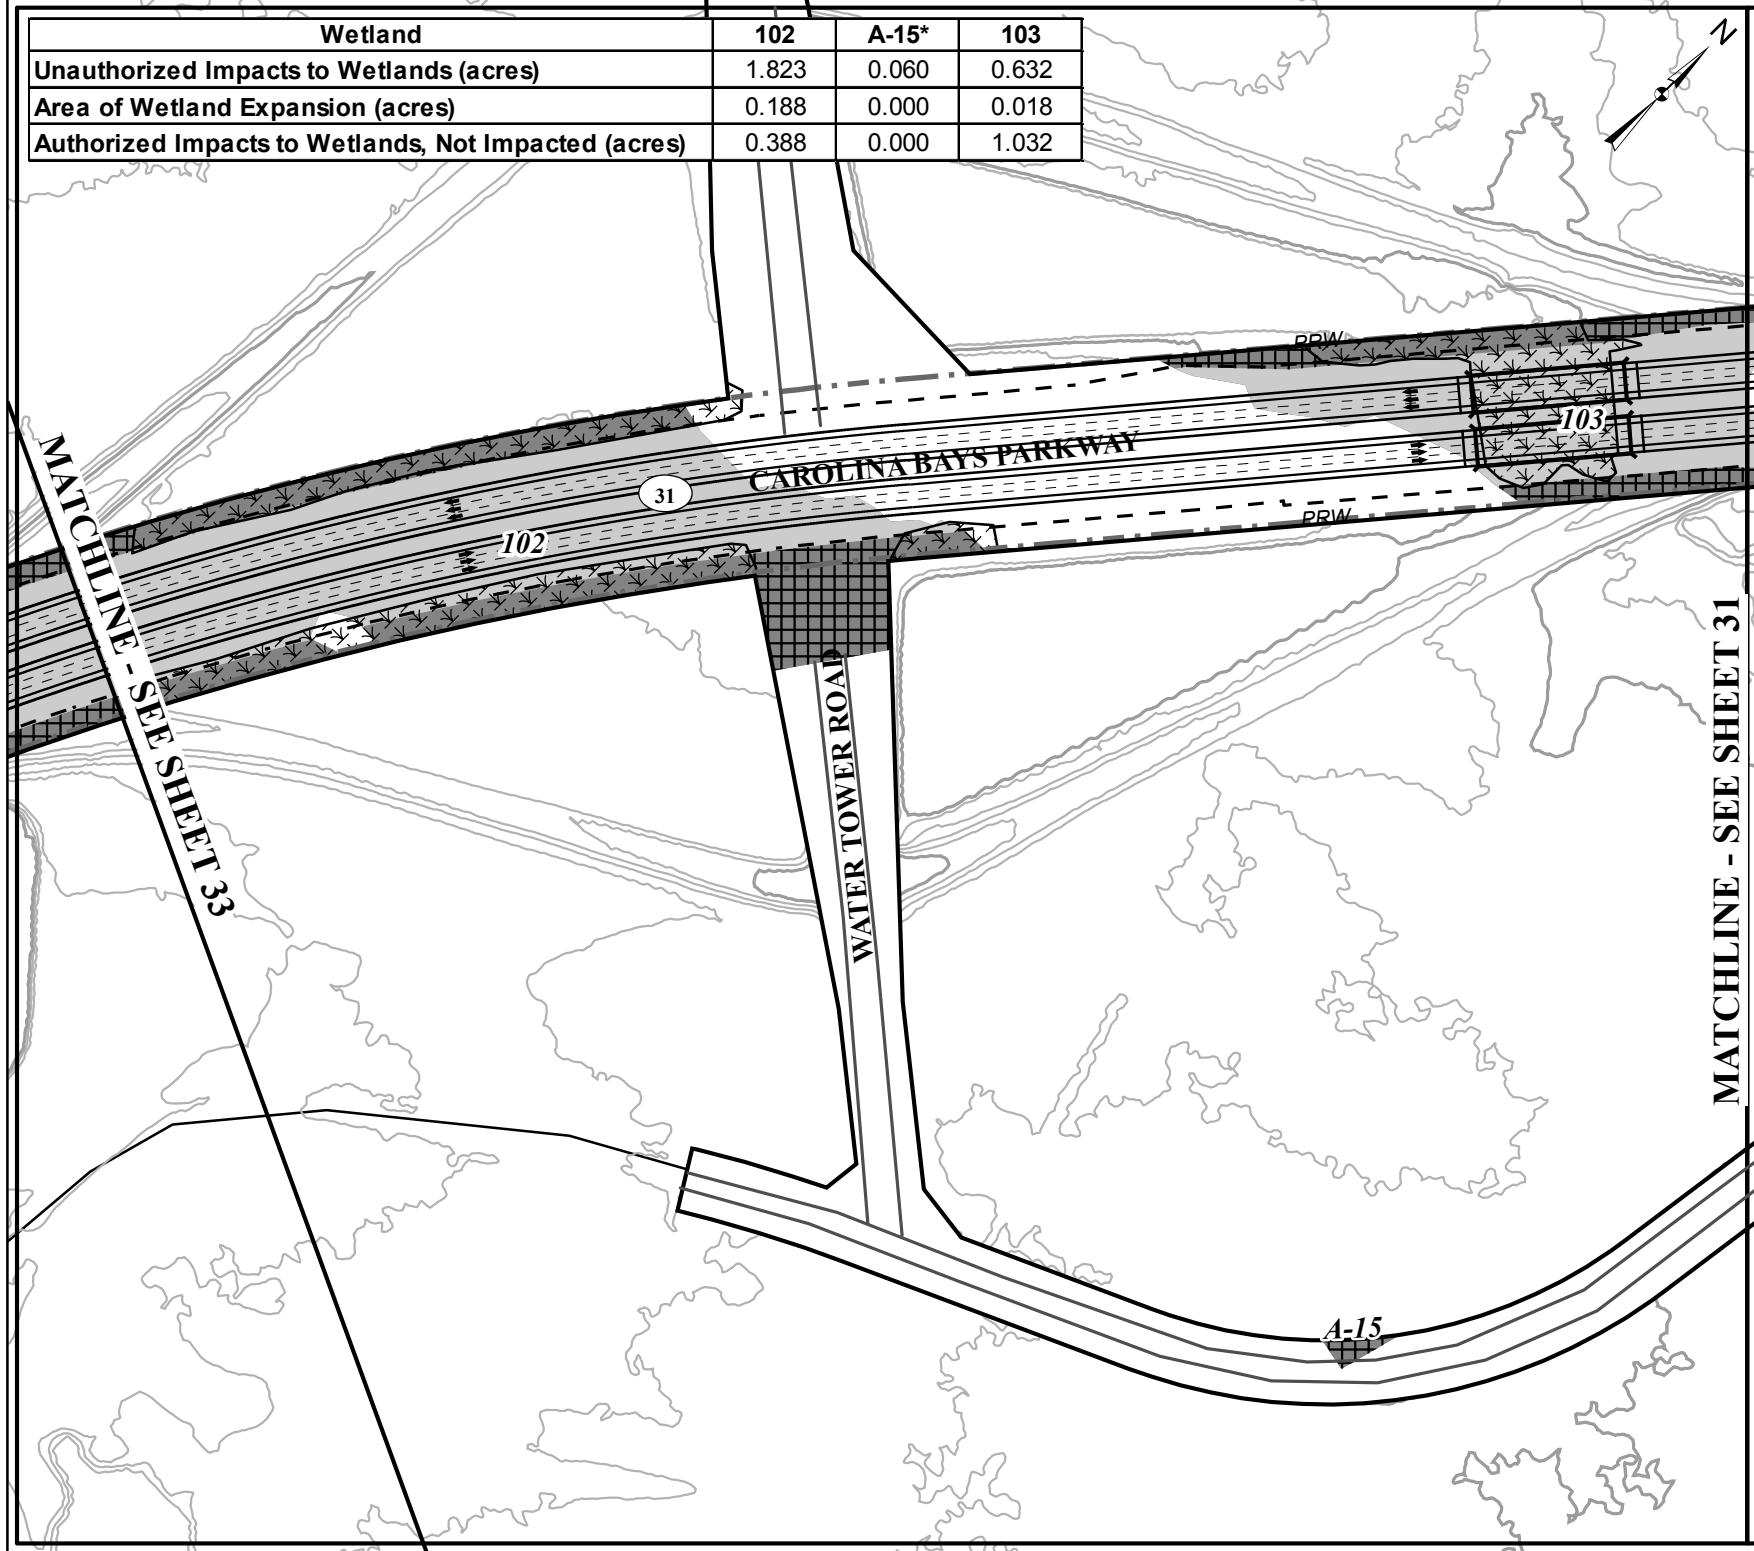 Wetland 102 A-15* 103
Unauthorized Impacts to Wetlands (acres) 1.823 0.060 0.632
Area of Wetland Expansion (acres) 0.188 0.000 0.018
Authorized Impacts to Wetlands, Not Impacted (acres) 0.388 0.000 1.032
N
PRW
103
CAROLINA BAYS PARKWAY
31
PRW
102
MATCHLINE - SEE SHEET 33
WATER TOWER ROAD
MATCHLINE - SEE SHEET 31
A-15